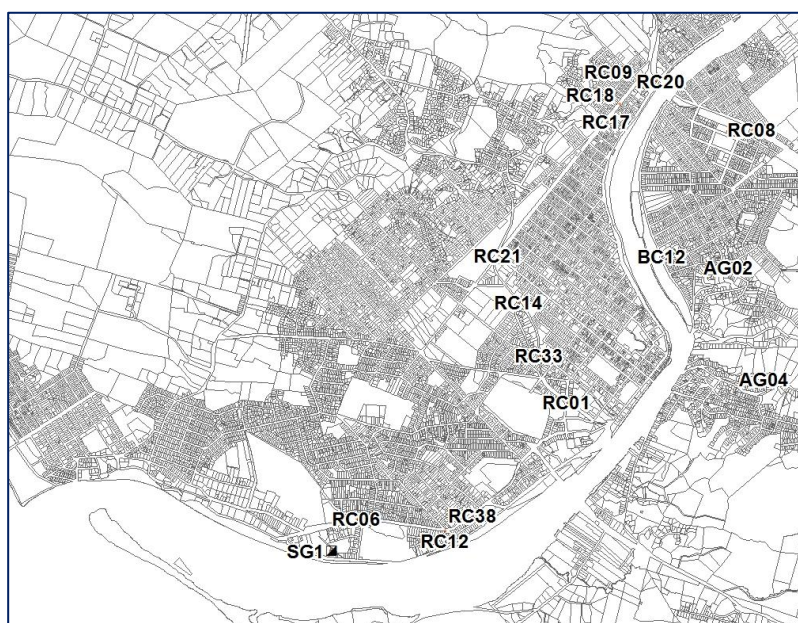 RC09
RC20
RC18
RC17
RC08
RC21
BC12
AG02
RC14
RC33
AG04
RC01
RC06
RC38
RC12
SG1